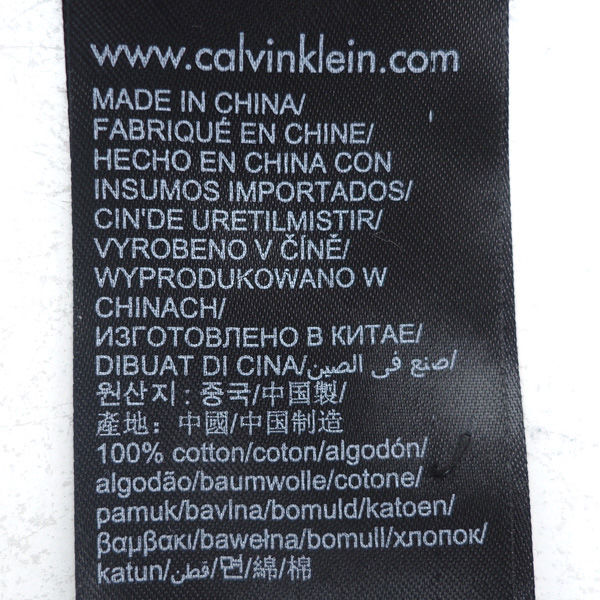 www.calvinklein.com
MADE IN CHINA/
FABRIQUÉ EN CHINE/
HECHO EN CHINA CON
INSUMOS IMPORTADOS/
CIN'DE URETILMISTIR/
VYROBENO V ČÍNĚ/
WYPRODUKOWANO W
CHINACH/
ИЗГОТОВЛЕНО В КИТАЕ/
DIBUAT DI CINA/صنع في الصين/
원산지 : 중국/中国製/
產地: 中國/中国制造
100% cotton/coton/algodón/
algodão/baumwolle/cotone/
pamuk/bavlna/bomuld/katoen/
βαμβακι/bawełna/bomull/хлопок/
katun/قطن/면/綿/棉